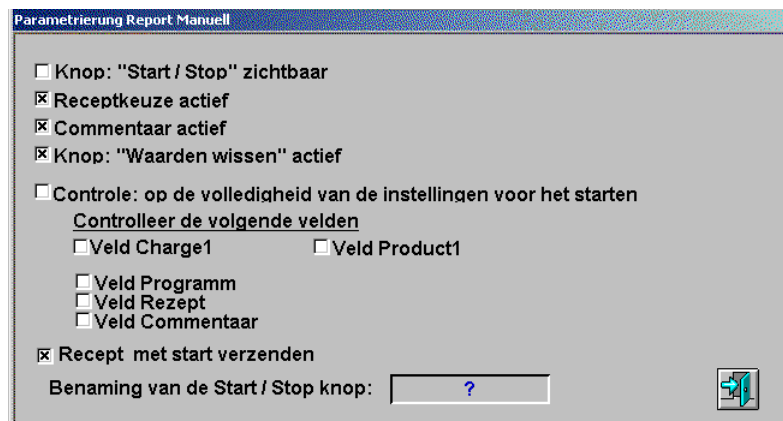 Parametrierung Report Manuell
Knop: "Start / Stop" zichtbaar
Receptkeuze actief
Commentaar actief
Knop: "Waarden wissen" actief
Controle: op de volledigheid van de instellingen voor het starten
Controlleer de volgende velden
Veld Charge1 Veld Product1
Veld Programm
Veld Rezept
Veld Commentaar
Recept met start verzenden
Benaming van de Start / Stop knop: ?